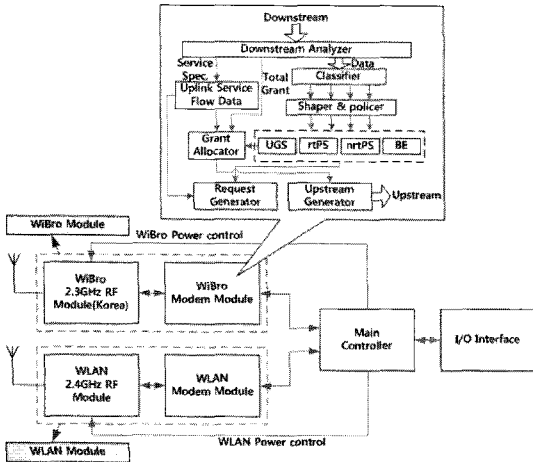 Downstream
Downstream Analyzer
Service
Spec.
Data
Total
Grant
Classifier
Uplink Service
Flow Data
Shaper & policer
Grant
Allocator
UGS
rtPS
nrtPS
BE
Request
Generator
Upstream
Generator
Upstream
WiBro Module
WiBro Power control
WiBro
2.3GHz RF
Module(Korea)
WiBro
Modem Module
Main
Controller
I/O Interface
WLAN
2.4GHz RF
Module
WLAN
Modem Module
WLAN Power control
WLAN Module